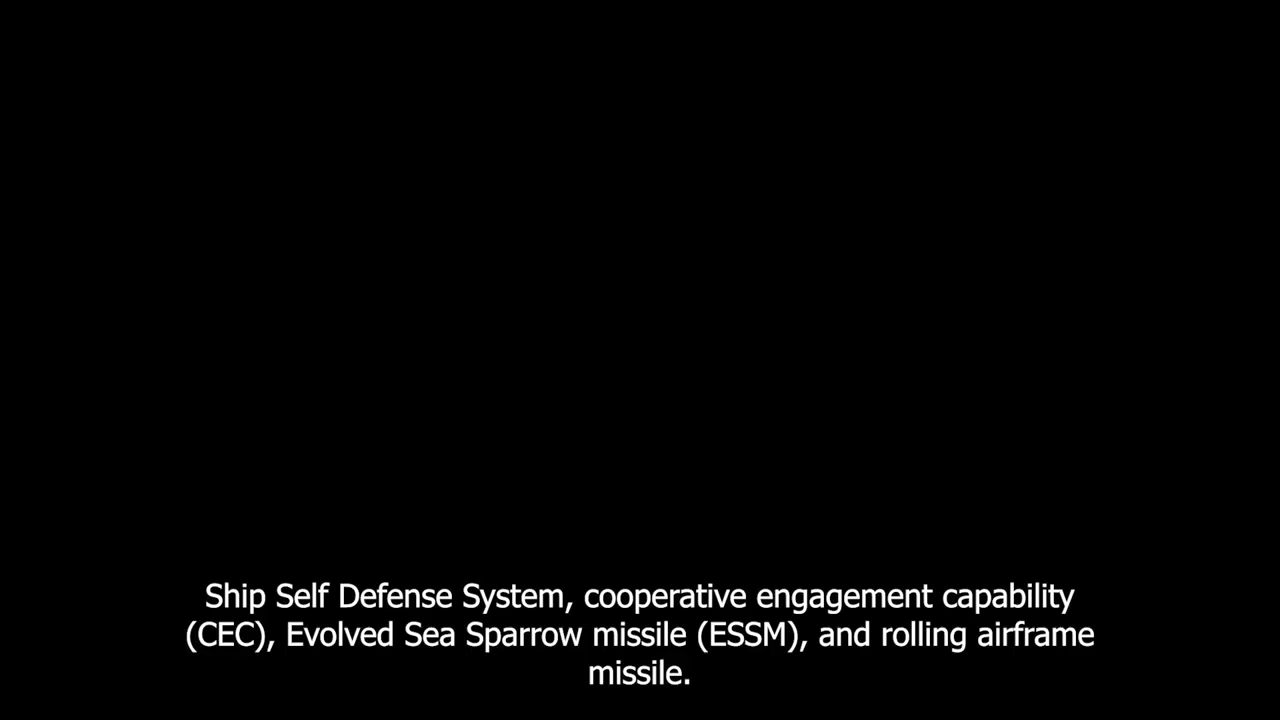 Ship Self Defense System, cooperative engagement capability
(CEC), Evolved Sea Sparrow missile (ESSM), and rolling airframe
missile.